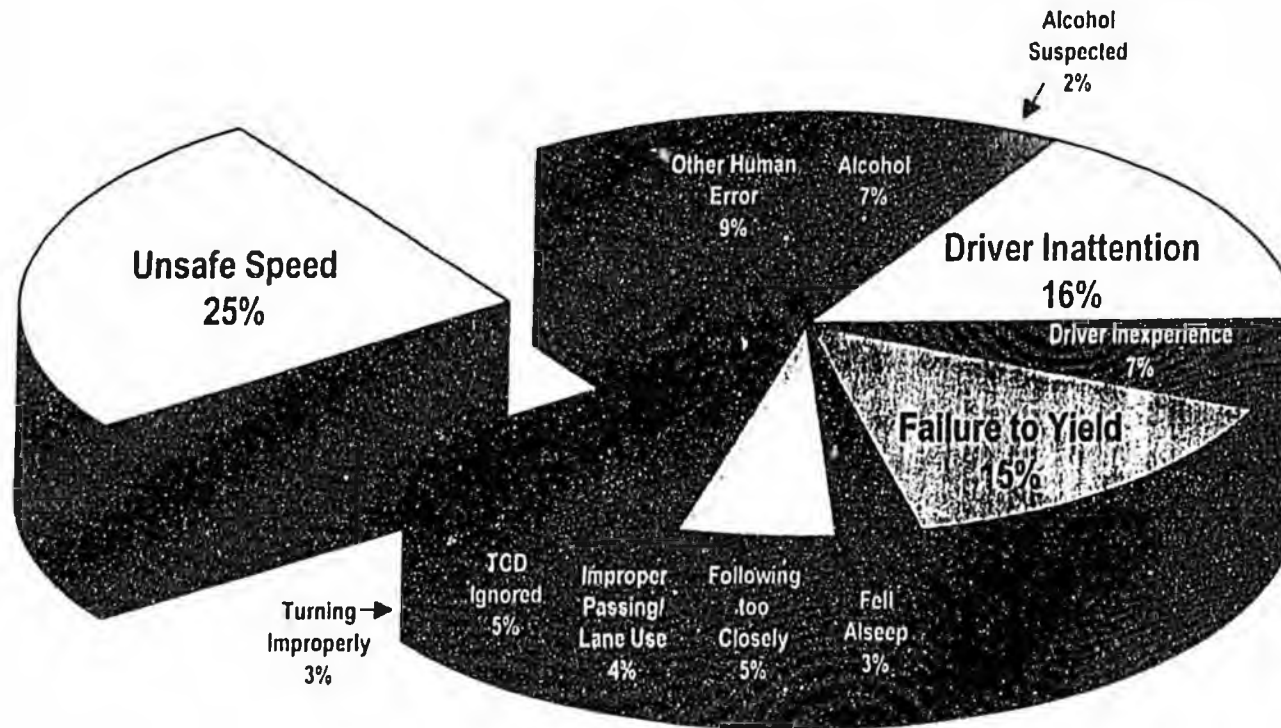 Alcohol
Suspected
2%
Other Human
Error
9%
Alcohol
7%
Unsafe Speed
25%
Driver Inattention
16%
Driver Inexperience
7%
Failure to Yield
15%
TCD
Ignored
5%
Improper
Passing/
Lane Use
4%
Following
too
Closely
5%
Fell
Alseep
3%
Turning
Improperly
3%